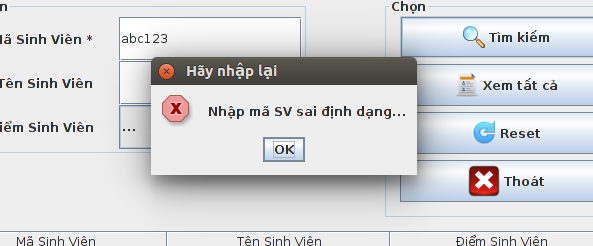 Chọn
Mã Sinh Viên *
abc123
Tìm kiếm
Hãy nhập lại
Tên Sinh Viên
Xem tất cả
Nhập mã SV sai định dạng...
Điểm Sinh Viên
...
Reset
OK
Thoát
Mã Sinh Viên
Tên Sinh Viên
Điểm Sinh Viên